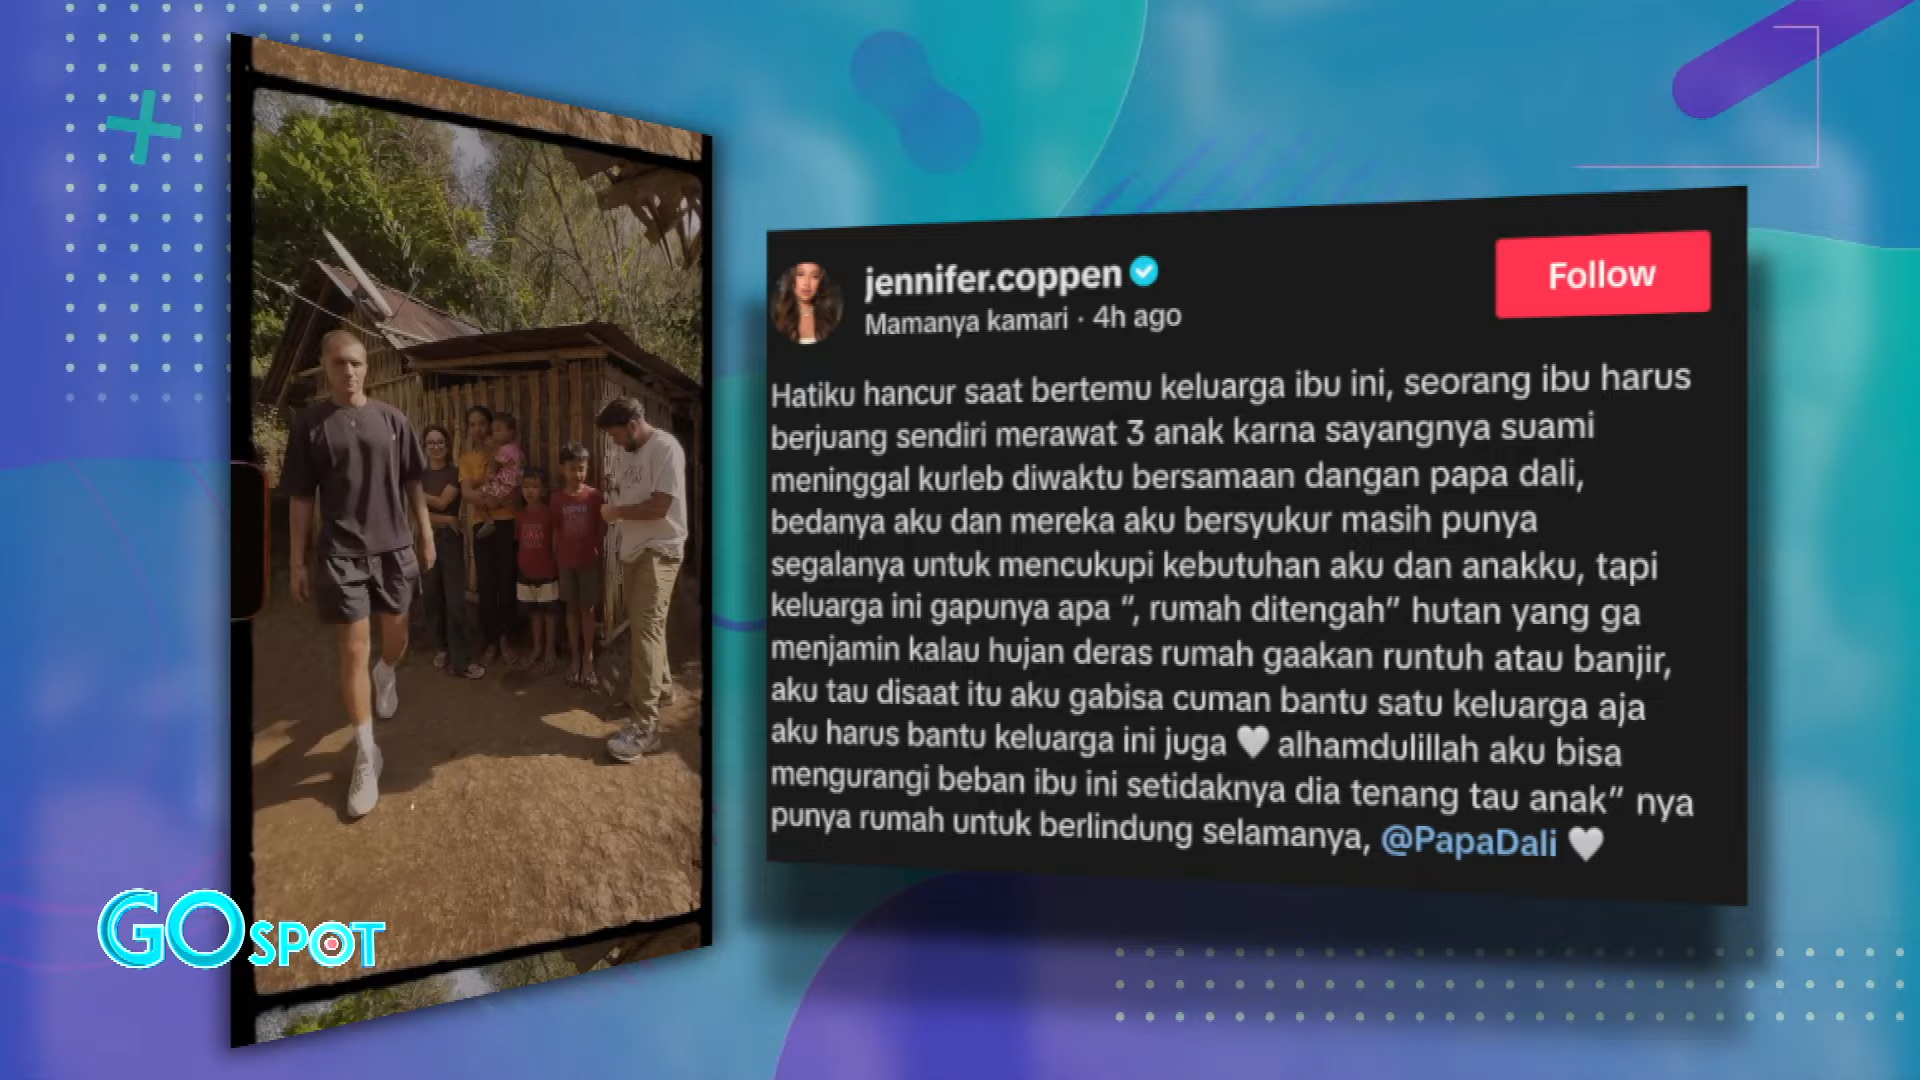 jennifer.coppen
Mamanya kamari · 4h ago
Follow
Hatiku hancur saat bertemu keluarga ibu ini, seorang ibu harus
berjuang sendiri merawat 3 anak karna sayangnya suami
meninggal kurleb diwaktu bersamaan dangan papa dali,
bedanya aku dan mereka aku bersyukur masih punya
segalanya untuk mencukupi kebutuhan aku dan anakku, tapi
keluarga ini gapunya apa “, rumah ditengah” hutan yang ga
menjamin kalau hujan deras rumah gaakan runtuh atau banjir,
aku tau disaat itu aku gabisa cuman bantu satu keluarga aja
aku harus bantu keluarga ini juga 🤍 alhamdulillah aku bisa
mengurangi beban ibu ini setidaknya dia tenang tau anak” nya
punya rumah untuk berlindung selamanya, @PapaDali 🤍
GO SPOT